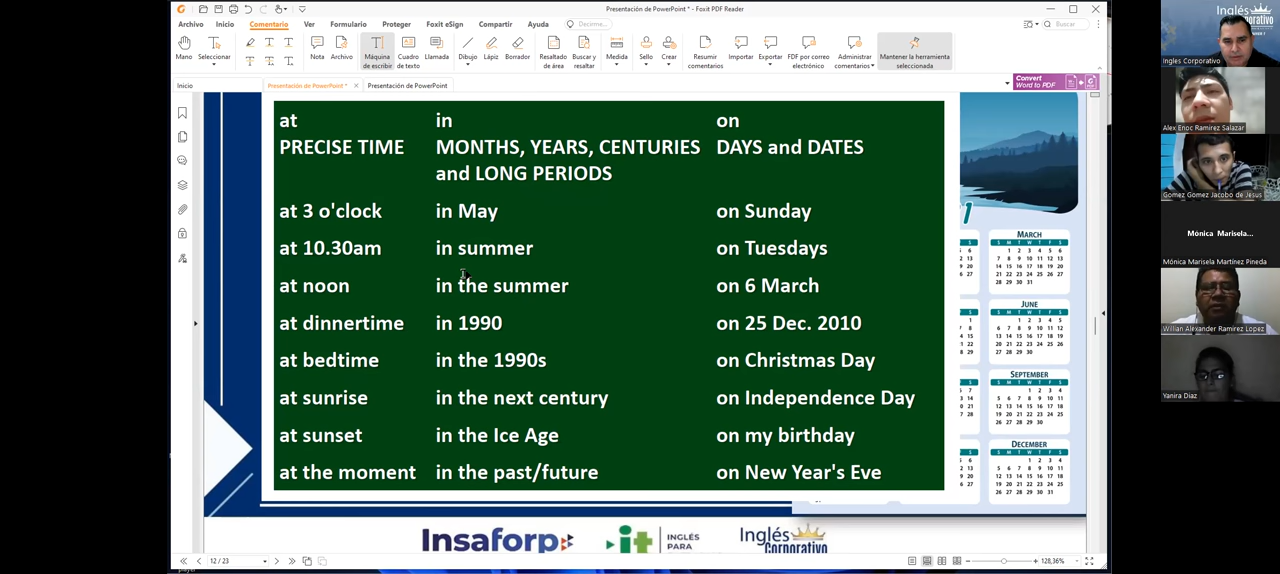 Presentación de PowerPoint * - Foxit PDF Reader
Archivo Inicio Comentario Ver Formulario Proteger Foxit eSign Compartir Ayuda Decirme... Buscar
Mano Seleccionar Nota Archivo Máquina de escribir Cuadro de texto Llamada Dibujo Lápiz Borrador Resaltado de área Buscar y resaltar Medida Sello Crear Resumir comentarios Importar Exportar PDF por correo electrónico Administrar comentarios Mantener la herramienta seleccionada
Inicio Presentación de PowerPoint * Presentación de PowerPoint Convert Word to PDF
at in on
PRECISE TIME MONTHS, YEARS, CENTURIES and LONG PERIODS DAYS and DATES
at 3 o'clock in May on Sunday
at 10.30am in summer on Tuesdays
at noon in the summer on 6 March
at dinnertime in 1990 on 25 Dec. 2010
at bedtime in the 1990s on Christmas Day
at sunrise in the next century on Independence Day
at sunset in the Ice Age on my birthday
at the moment in the past/future on New Year's Eve
MARCH
JUNE
SEPTEMBER
DECEMBER
Insaforp it INGLÉS PARA Inglés Corporativo
12 / 23 128,36%
Inglés Corporativo
Ingles Corporativo
Alex Enoc Ramirez Salazar
Gomez Gomez Jacobo de Jesus
Mónica Marisela...
Mónica Marisela Martínez Pineda
Willian Alexander Ramirez Lopez
Yanira Diaz